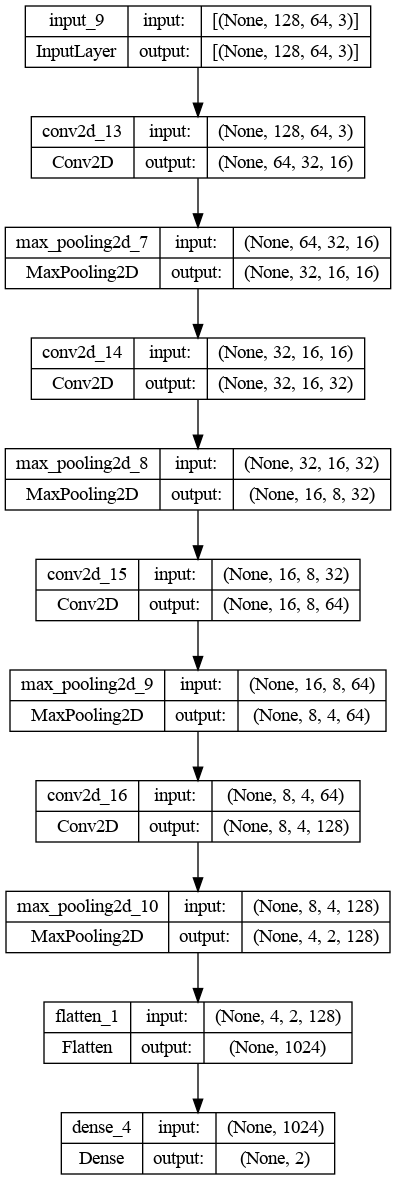 input_9 input: [(None, 128, 64, 3)]
InputLayer output: [(None, 128, 64, 3)]
conv2d_13 input: (None, 128, 64, 3)
Conv2D output: (None, 64, 32, 16)
max_pooling2d_7 input: (None, 64, 32, 16)
MaxPooling2D output: (None, 32, 16, 16)
conv2d_14 input: (None, 32, 16, 16)
Conv2D output: (None, 32, 16, 32)
max_pooling2d_8 input: (None, 32, 16, 32)
MaxPooling2D output: (None, 16, 8, 32)
conv2d_15 input: (None, 16, 8, 32)
Conv2D output: (None, 16, 8, 64)
max_pooling2d_9 input: (None, 16, 8, 64)
MaxPooling2D output: (None, 8, 4, 64)
conv2d_16 input: (None, 8, 4, 64)
Conv2D output: (None, 8, 4, 128)
max_pooling2d_10 input: (None, 8, 4, 128)
MaxPooling2D output: (None, 4, 2, 128)
flatten_1 input: (None, 4, 2, 128)
Flatten output: (None, 1024)
dense_4 input: (None, 1024)
Dense output: (None, 2)